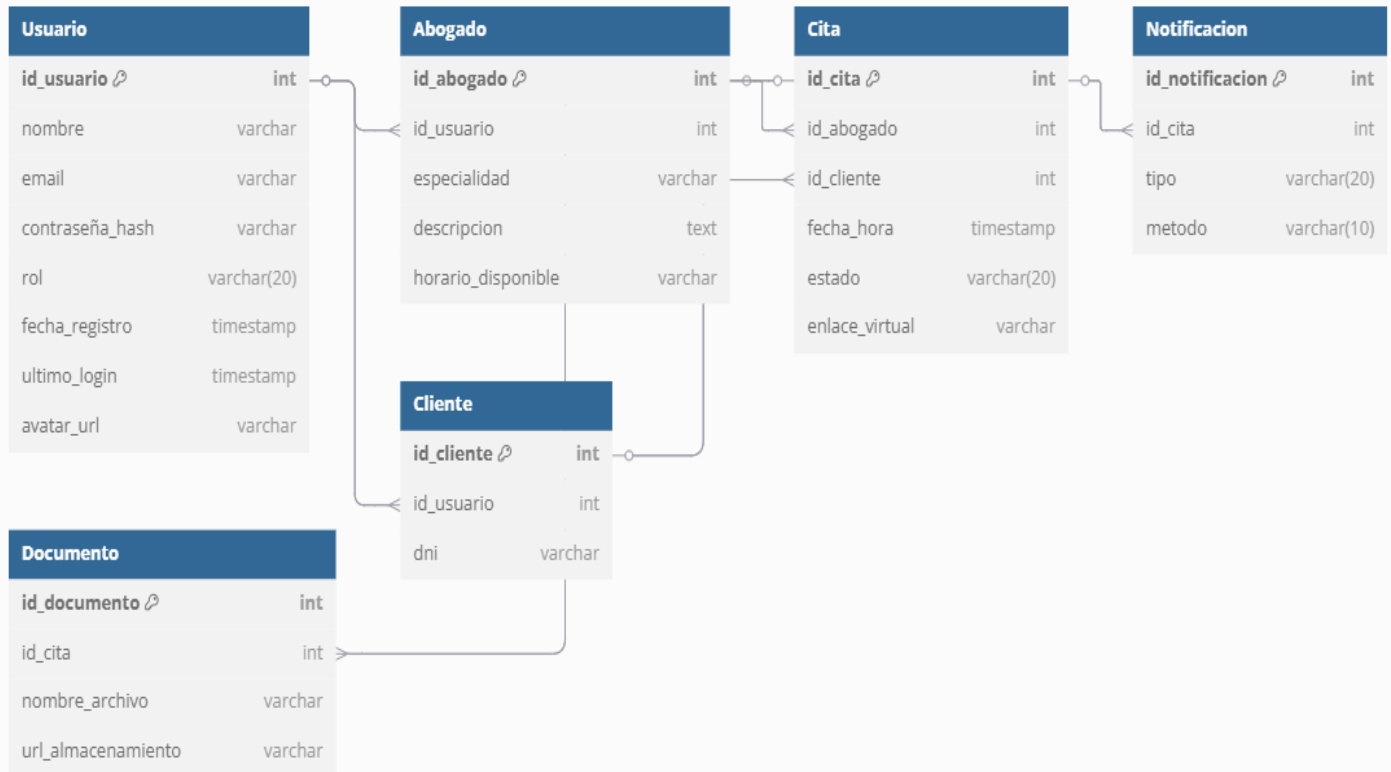 Usuario
id_usuario int
nombre varchar
email varchar
contraseña_hash varchar
rol varchar(20)
fecha_registro timestamp
ultimo_login timestamp
avatar_url varchar
Abogado
id_abogado int
id_usuario int
especialidad varchar
descripcion text
horario_disponible varchar
Cita
id_cita int
id_abogado int
id_cliente int
fecha_hora timestamp
estado varchar(20)
enlace_virtual varchar
Notificacion
id_notificacion int
id_cita int
tipo varchar(20)
metodo varchar(10)
Cliente
id_cliente int
id_usuario int
dni varchar
Documento
id_documento int
id_cita int
nombre_archivo varchar
url_almacenamiento varchar